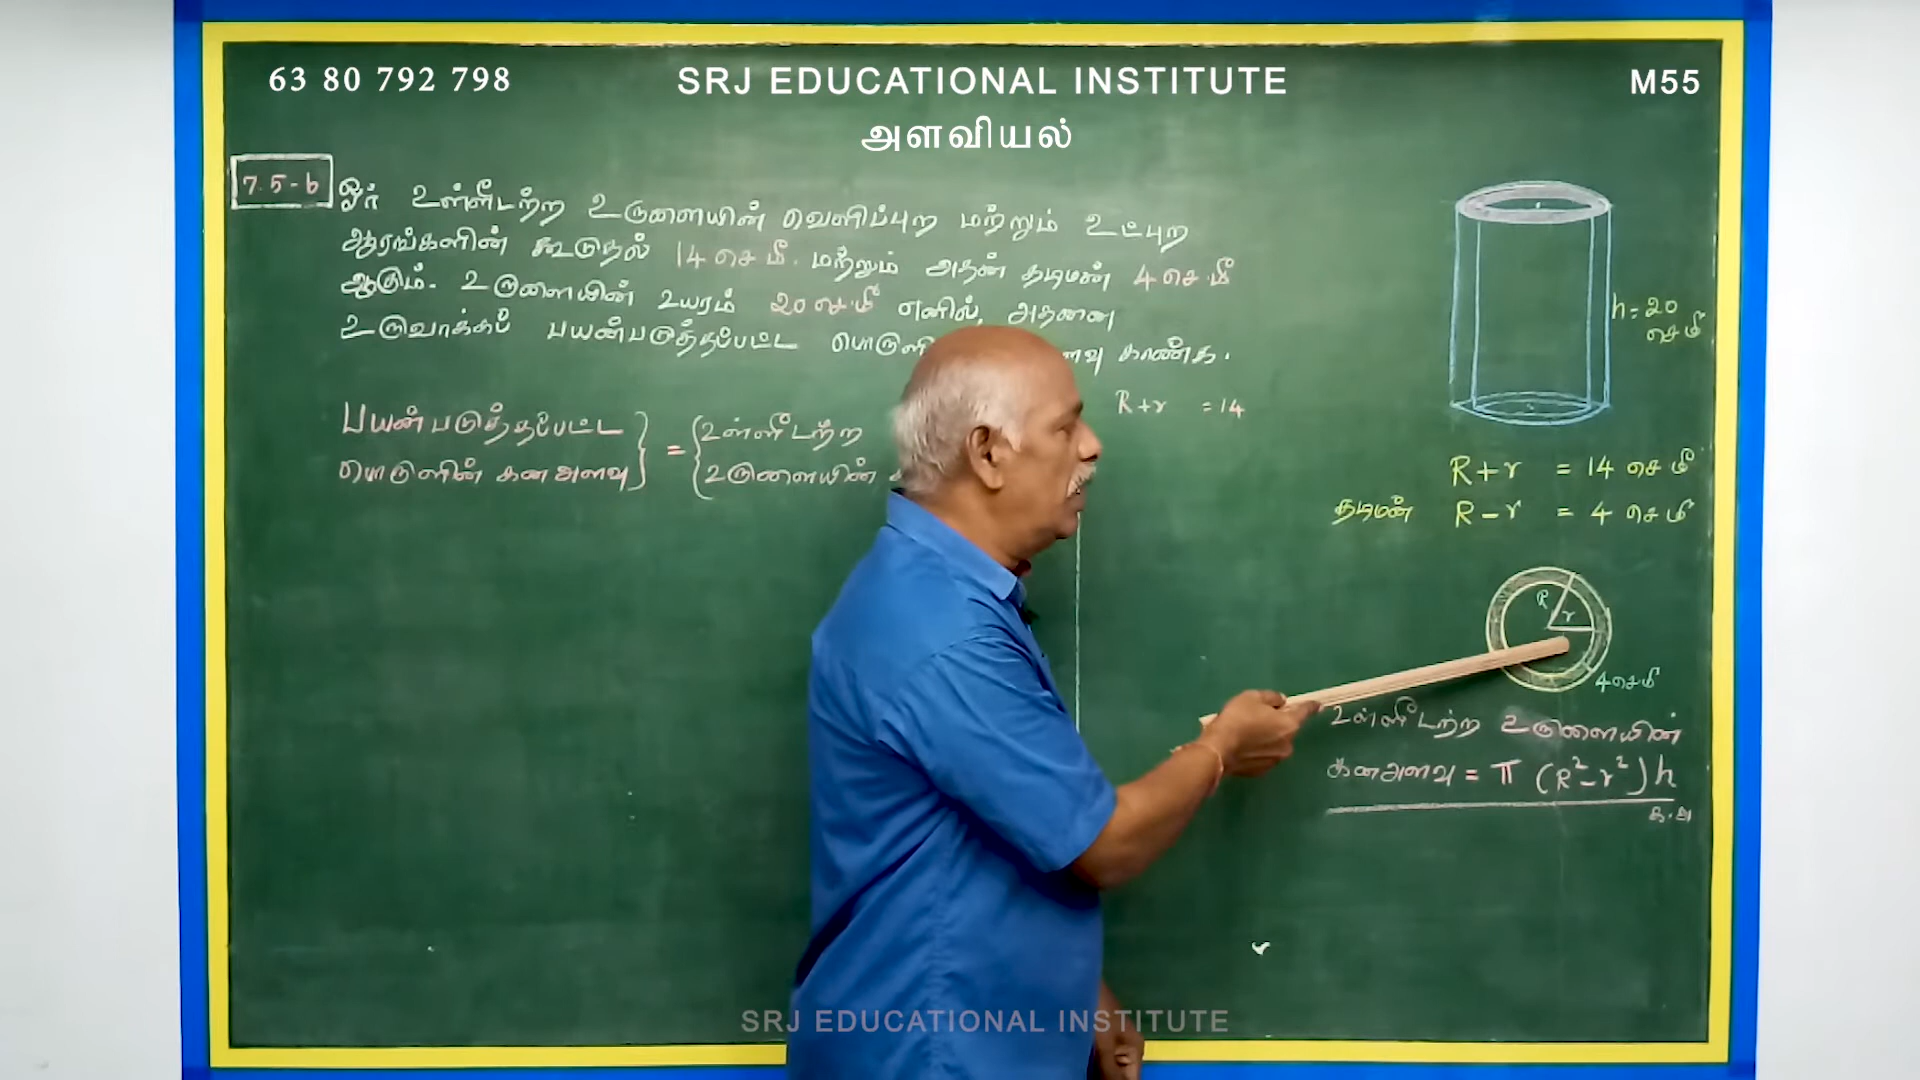 63 80 792 798
SRJ EDUCATIONAL INSTITUTE
M55
அளவியல்
7.5-6
ஓர் உள்ளீடற்ற உருளையின் வெளிப்புற மற்றும் உட்புற
ஆரங்களின் கூடுதல் 14 செ.மீ. மற்றும் அதன் தடிமன் 4 செ.மீ
ஆகும். உருளையின் உயரம் 20 செ.மீ எனில், அதனை
உருவாக்கப் பயன்படுத்தப்பட்ட காண்க.
R+r = 14
பயன்படுத்தப்பட்ட
பொருளின் கனஅளவு } = { உள்ளீடற்ற
உருளையின்
h = 20
செ.மீ
R+r = 14 செ மீ
தடிமன் R-r = 4 செ மீ
R
r
4 செ மீ
உள்ளீடற்ற உருளையின்
கனஅளவு = π (R²-r²) h
க.அ
SRJ EDUCATIONAL INSTITUTE